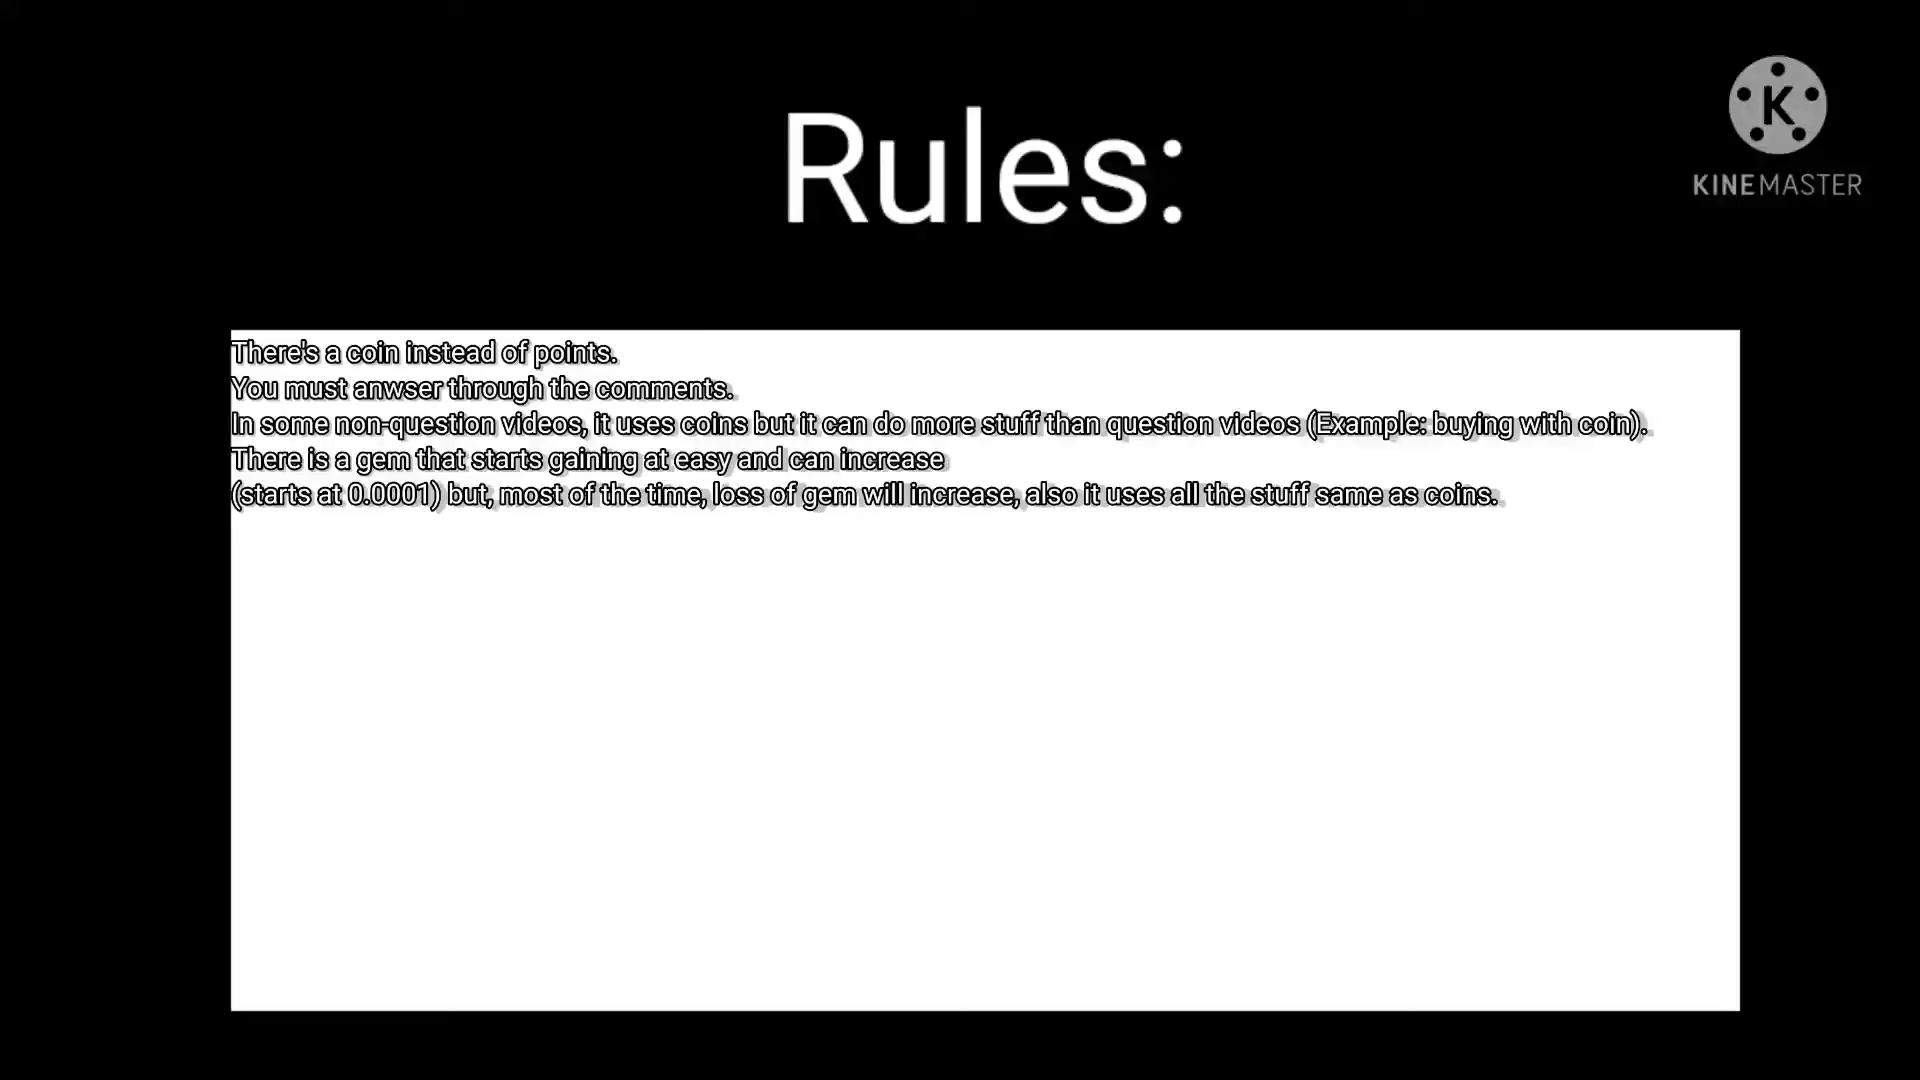 Rules:
K
KINEMASTER
There's a coin instead of points.
You must anwser through the comments.
In some non-question videos, it uses coins but it can do more stuff than question videos (Example: buying with coin).
There is a gem that starts gaining at easy and can increase
(starts at 0.0001) but, most of the time, loss of gem will increase, also it uses all the stuff same as coins.